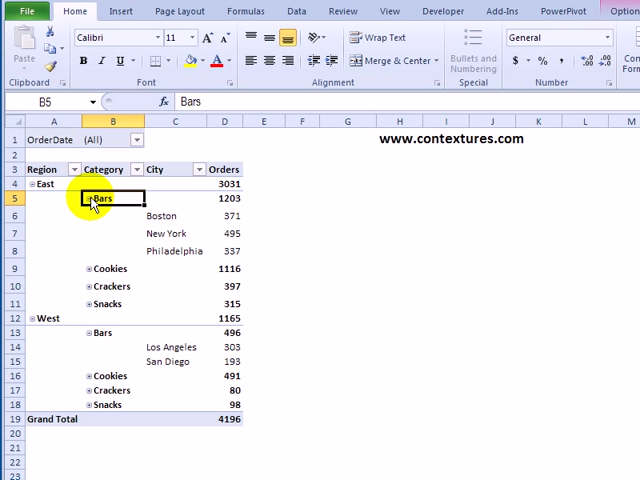 File Home Insert Page Layout Formulas Data Review View Developer Add-Ins PowerPivot Option
Calibri 11 Wrap Text General
Paste B I U Merge & Center $ % , Bullets and Numbering
Clipboard Font Alignment Number
B5 fx Bars
A B C D E F G H I J K L M
1 OrderDate (All) www.contextures.com
2
3 Region Category City Orders
4 East 3031
5 Bars 1203
6 Boston 371
7 New York 495
8 Philadelphia 337
9 Cookies 1116
10 Crackers 397
11 Snacks 315
12 West 1165
13 Bars 496
14 Los Angeles 303
15 San Diego 193
16 Cookies 491
17 Crackers 80
18 Snacks 98
19 Grand Total 4196
20
21
22
23